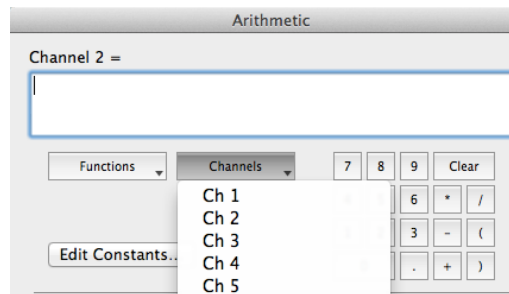 Arithmetic
Channel 2 =
Functions Channels 7 8 9 Clear
Ch 1
6 * /
Ch 2
Ch 3
3 - (
Edit Constants..
Ch 4
. + )
Ch 5